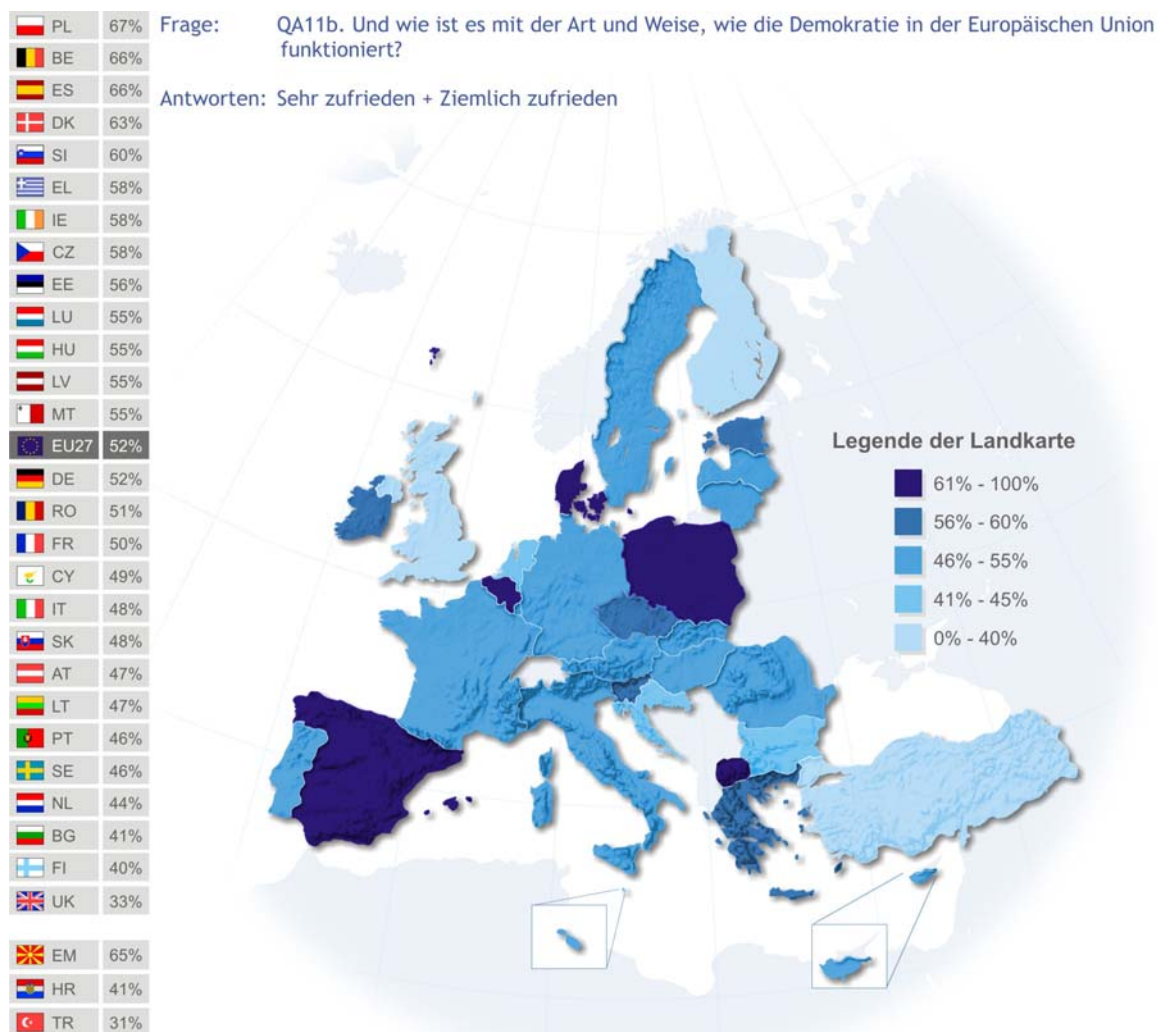 Frage: QA11b. Und wie ist es mit der Art und Weise, wie die Demokratie in der Europäischen Union
funktioniert?
Antworten: Sehr zufrieden + Ziemlich zufrieden
PL 67%
BE 66%
ES 66%
DK 63%
SI 60%
EL 58%
IE 58%
CZ 58%
EE 56%
LU 55%
HU 55%
LV 55%
MT 55%
EU27 52%
DE 52%
RO 51%
FR 50%
CY 49%
IT 48%
SK 48%
AT 47%
LT 47%
PT 46%
SE 46%
NL 44%
BG 41%
FI 40%
UK 33%
EM 65%
HR 41%
TR 31%
Legende der Landkarte
61% - 100%
56% - 60%
46% - 55%
41% - 45%
0% - 40%